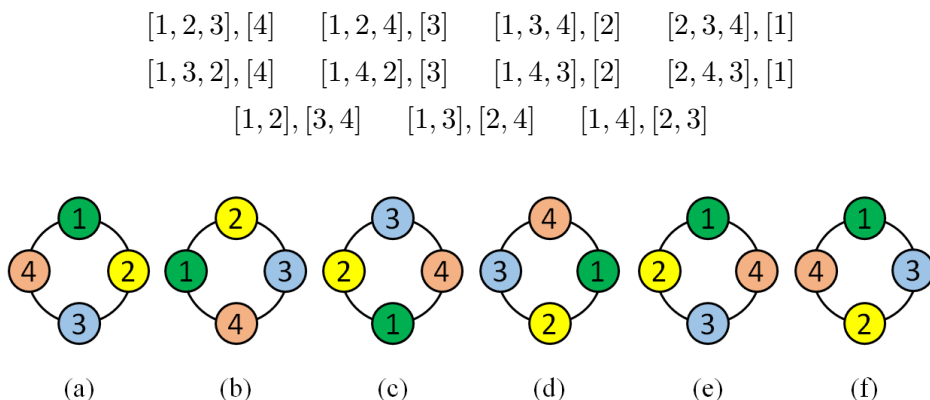 [1, 2, 3], [4] [1, 2, 4], [3] [1, 3, 4], [2] [2, 3, 4], [1]
[1, 3, 2], [4] [1, 4, 2], [3] [1, 4, 3], [2] [2, 4, 3], [1]
[1, 2], [3, 4] [1, 3], [2, 4] [1, 4], [2, 3]
1 2 3 4 1 1
4 2 1 3 2 4 3 1 2 4 4 3
3 4 1 2 3 2
(a) (b) (c) (d) (e) (f)